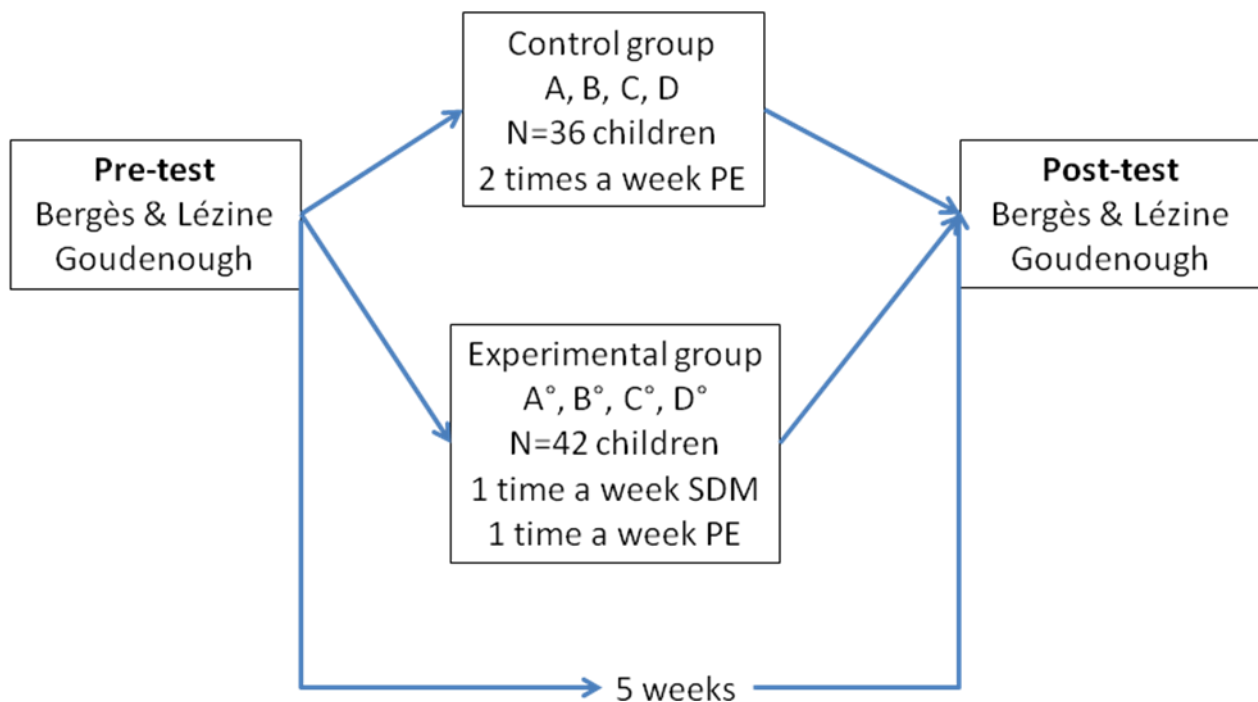 Pre-test
Bergès & Lézine
Goudenough
Control group
A, B, C, D
N=36 children
2 times a week PE
Experimental group
A°, B°, C°, D°
N=42 children
1 time a week SDM
1 time a week PE
Post-test
Bergès & Lézine
Goudenough
5 weeks